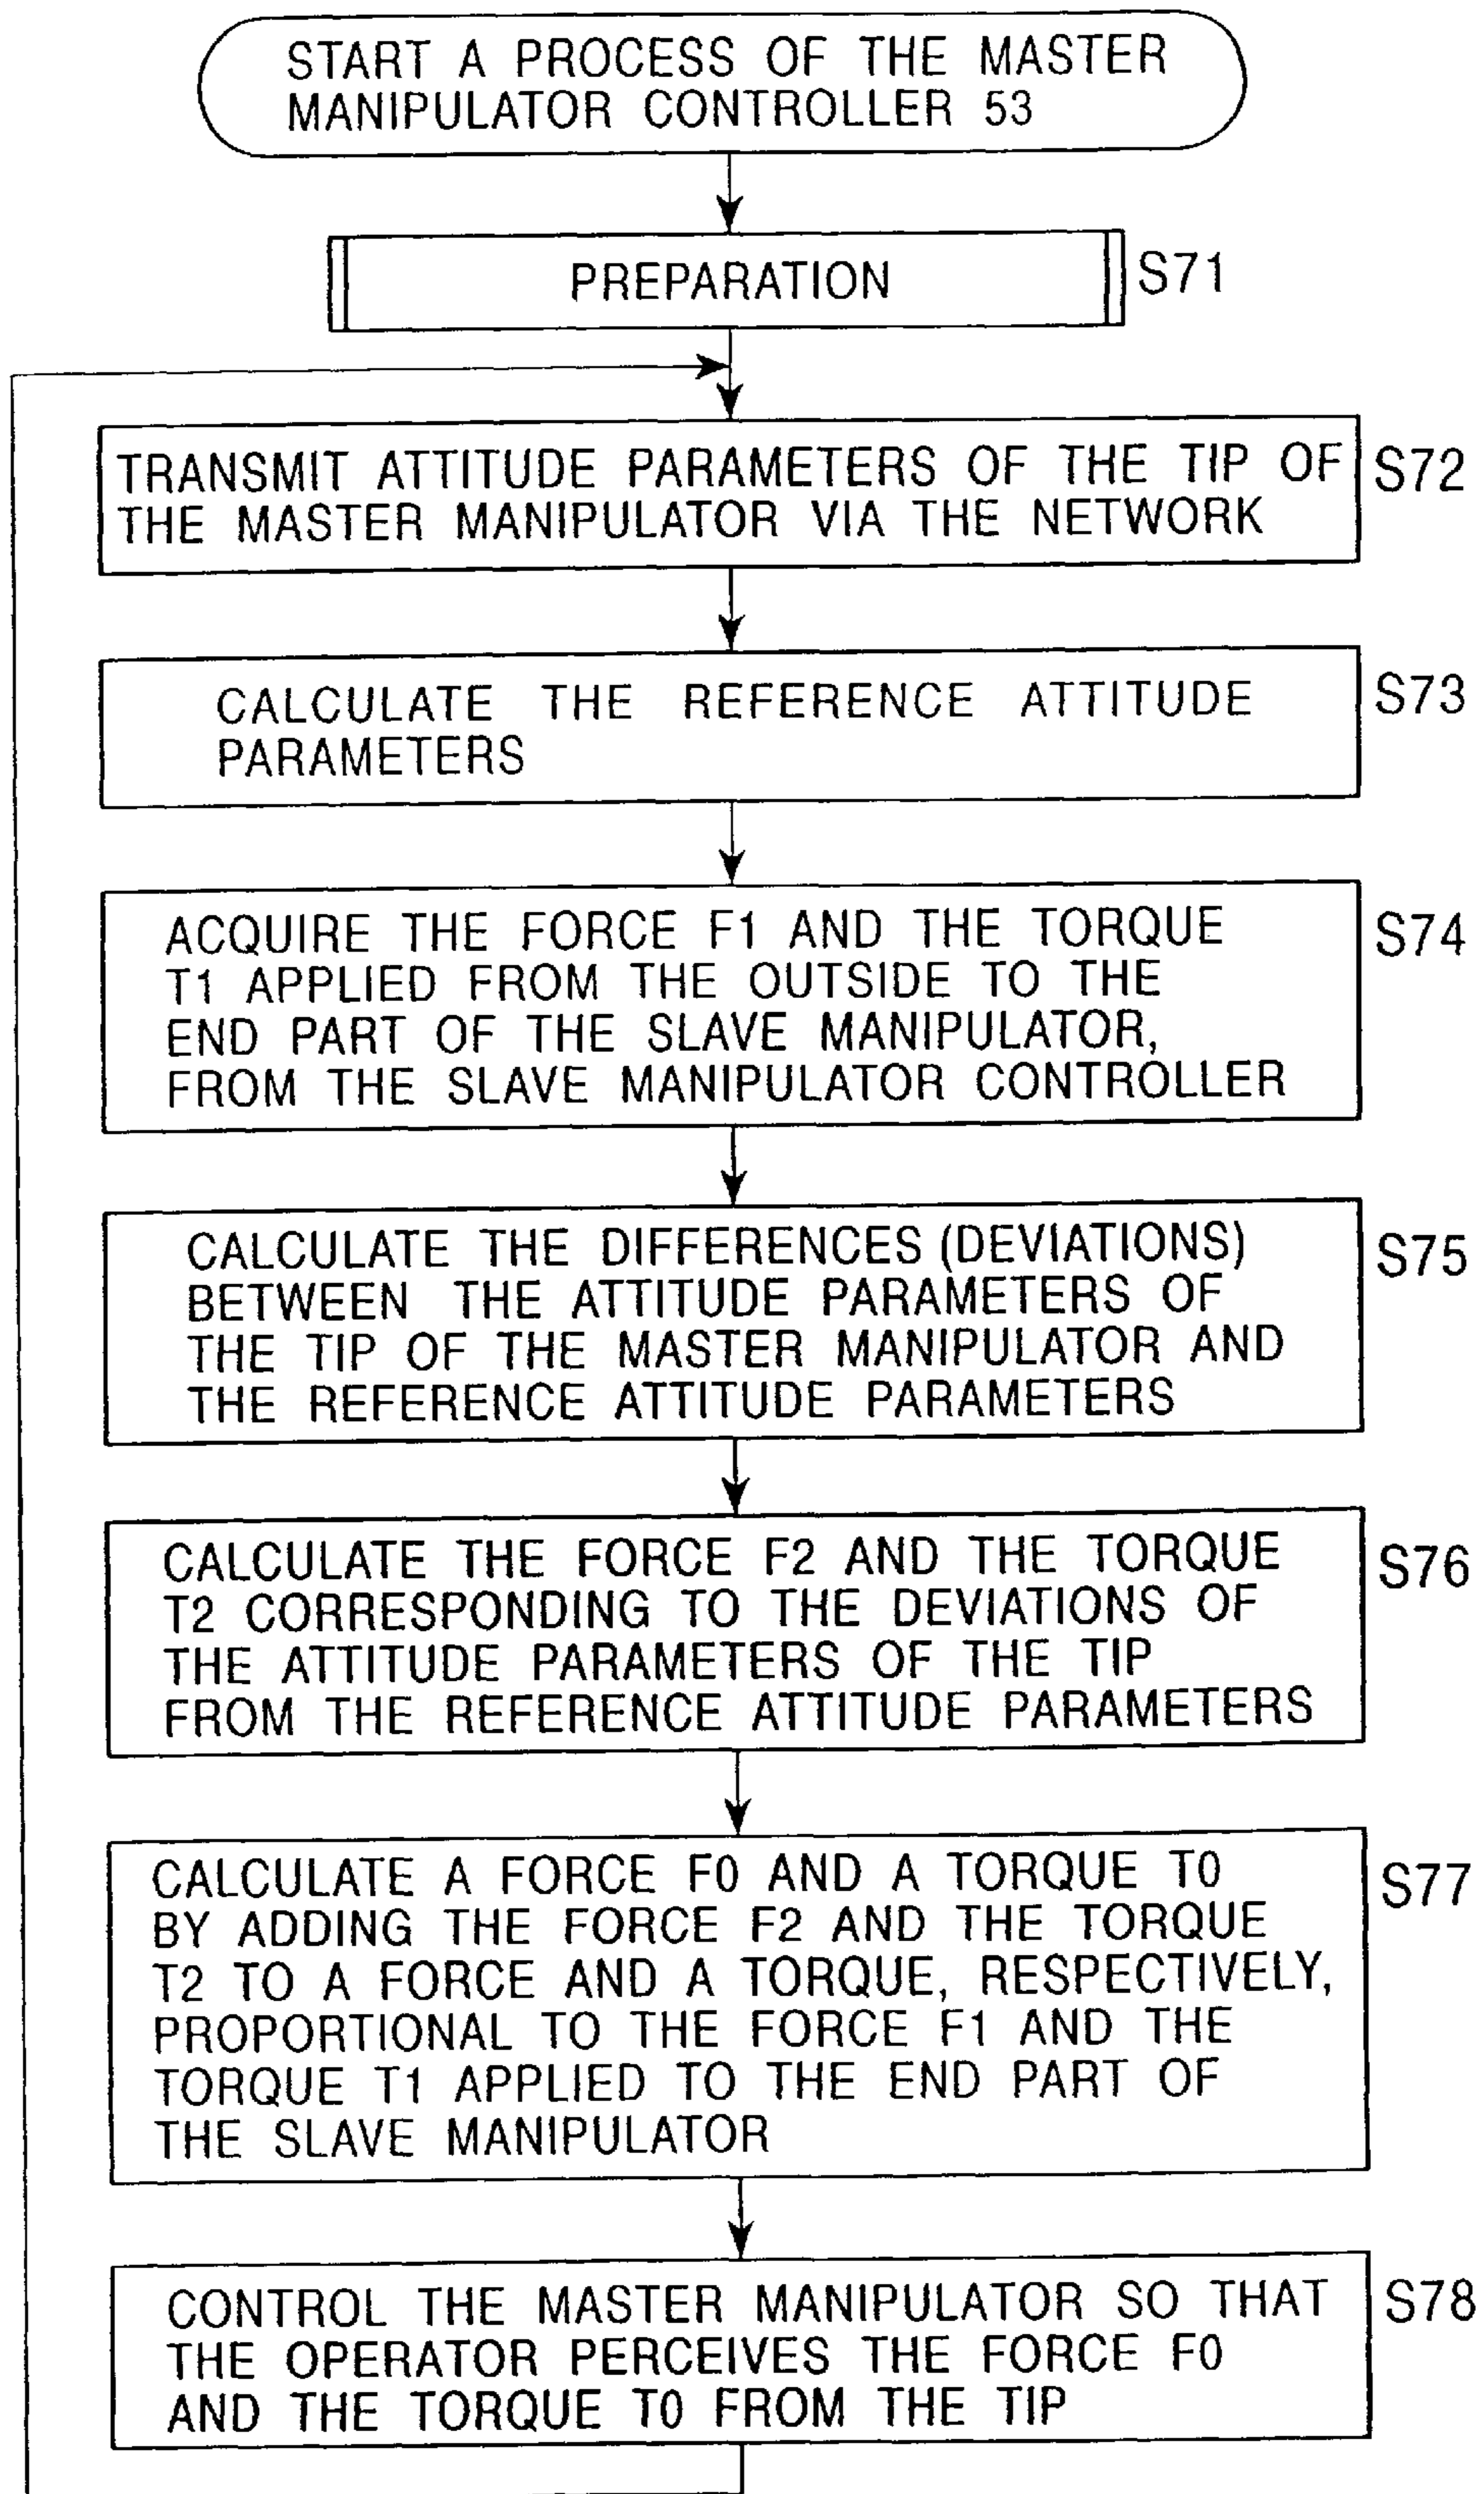 START A PROCESS OF THE MASTER
MANIPULATOR CONTROLLER 53
PREPARATION
S71
TRANSMIT ATTITUDE PARAMETERS OF THE TIP OF
THE MASTER MANIPULATOR VIA THE NETWORK
S72
CALCULATE THE REFERENCE ATTITUDE
PARAMETERS
S73
ACQUIRE THE FORCE F1 AND THE TORQUE
T1 APPLIED FROM THE OUTSIDE TO THE
END PART OF THE SLAVE MANIPULATOR,
FROM THE SLAVE MANIPULATOR CONTROLLER
S74
CALCULATE THE DIFFERENCES (DEVIATIONS)
BETWEEN THE ATTITUDE PARAMETERS OF
THE TIP OF THE MASTER MANIPULATOR AND
THE REFERENCE ATTITUDE PARAMETERS
S75
CALCULATE THE FORCE F2 AND THE TORQUE
T2 CORRESPONDING TO THE DEVIATIONS OF
THE ATTITUDE PARAMETERS OF THE TIP
FROM THE REFERENCE ATTITUDE PARAMETERS
S76
CALCULATE A FORCE F0 AND A TORQUE T0
BY ADDING THE FORCE F2 AND THE TORQUE
T2 TO A FORCE AND A TORQUE, RESPECTIVELY,
PROPORTIONAL TO THE FORCE F1 AND THE
TORQUE T1 APPLIED TO THE END PART OF
THE SLAVE MANIPULATOR
S77
CONTROL THE MASTER MANIPULATOR SO THAT
THE OPERATOR PERCEIVES THE FORCE F0
AND THE TORQUE T0 FROM THE TIP
S78